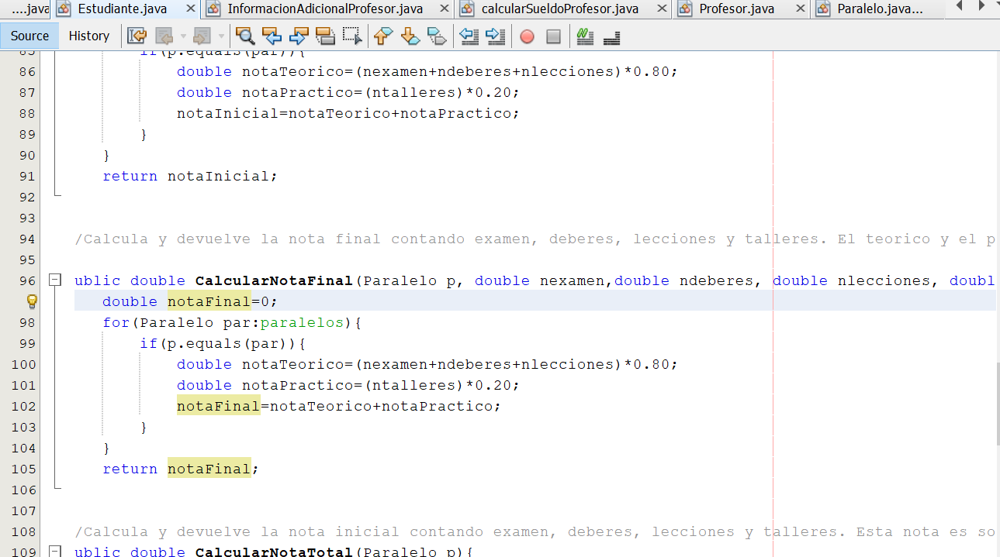 ....java Estudiante.java InformacionAdicionalProfesor.java calcularSueldoProfesor.java Profesor.java Paralelo.java...
Source History
if(p.equals(par)){
86 double notaTeorico=(nexamen+ndeberes+nlecciones)*0.80;
87 double notaPractico=(ntalleres)*0.20;
88 notaInicial=notaTeorico+notaPractico;
89 }
90 }
91 return notaInicial;
92
93
94 /Calcula y devuelve la nota final contando examen, deberes, lecciones y talleres. El teorico y el p
95
96 ublic double CalcularNotaFinal(Paralelo p, double nexamen,double ndeberes, double nlecciones, doubl
double notaFinal=0;
98 for(Paralelo par:paralelos){
99 if(p.equals(par)){
100 double notaTeorico=(nexamen+ndeberes+nlecciones)*0.80;
101 double notaPractico=(ntalleres)*0.20;
102 notaFinal=notaTeorico+notaPractico;
103 }
104 }
105 return notaFinal;
106
107
108 /Calcula y devuelve la nota inicial contando examen, deberes, lecciones y talleres. Esta nota es so
109 ublic double CalcularNotaTotal(Paralelo p){